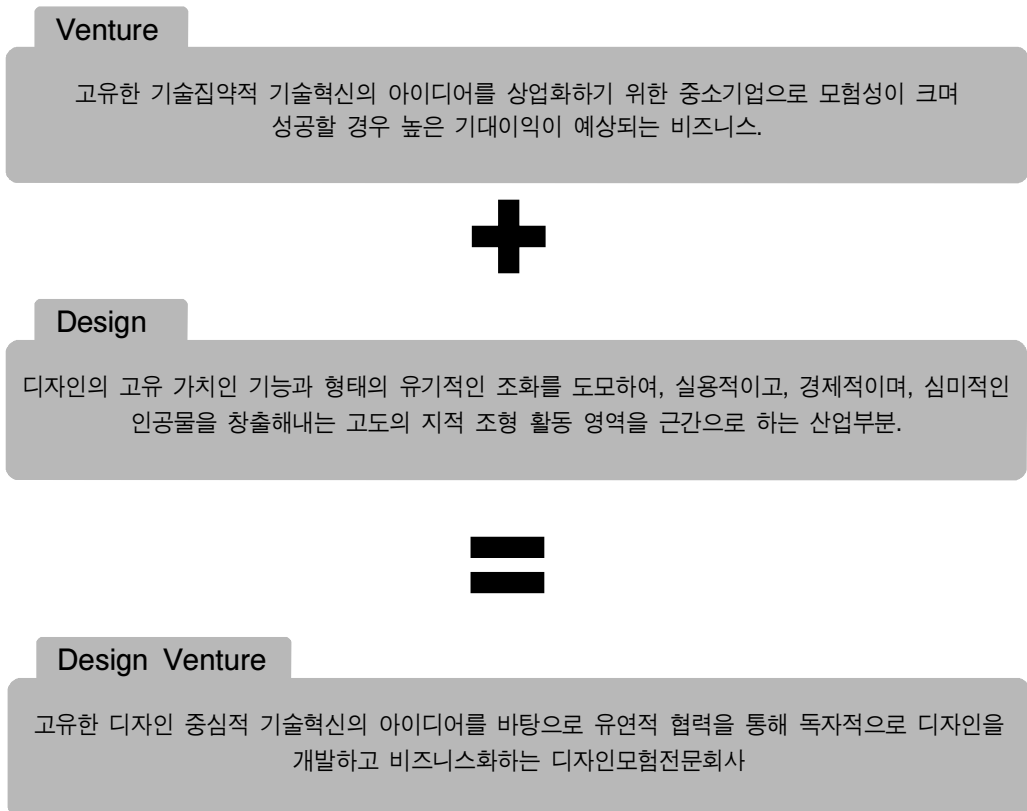 Venture
고유한 기술집약적 기술혁신의 아이디어를 상업화하기 위한 중소기업으로 모험성이 크며
성공할 경우 높은 기대이익이 예상되는 비즈니스.
Design
디자인의 고유 가치인 기능과 형태의 유기적인 조화를 도모하여, 실용적이고, 경제적이며, 심미적인
인공물을 창출해내는 고도의 지적 조형 활동 영역을 근간으로 하는 산업부분.
Design Venture
고유한 디자인 중심적 기술혁신의 아이디어를 바탕으로 유연적 협력을 통해 독자적으로 디자인을
개발하고 비즈니스화하는 디자인모험전문회사